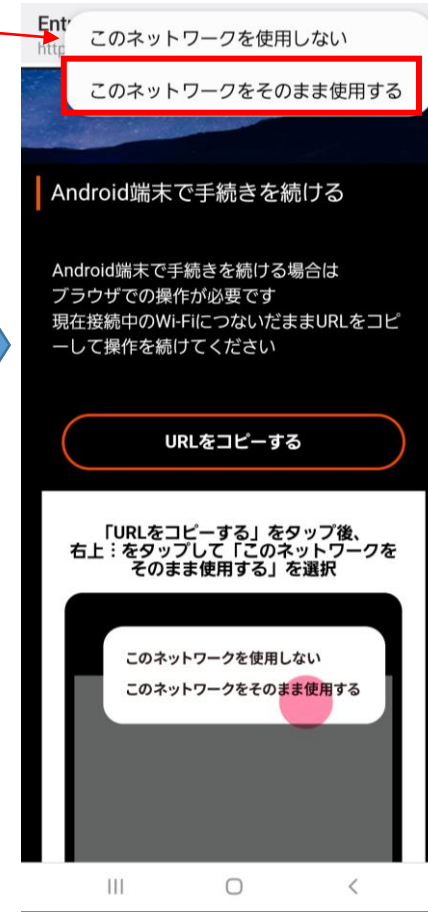 Ent
このネットワークを使用しない
http
このネットワークをそのまま使用する
Android端末で手続きを続ける
Android端末で手続きを続ける場合は
ブラウザでの操作が必要です
現在接続中のWi-FiにつないだままURLをコピ
ーして操作を続けてください
URLをコピーする
「URLをコピーする」をタップ後、
右上⋮をタップして「このネットワークを
そのまま使用する」を選択
このネットワークを使用しない
このネットワークをそのまま使用する